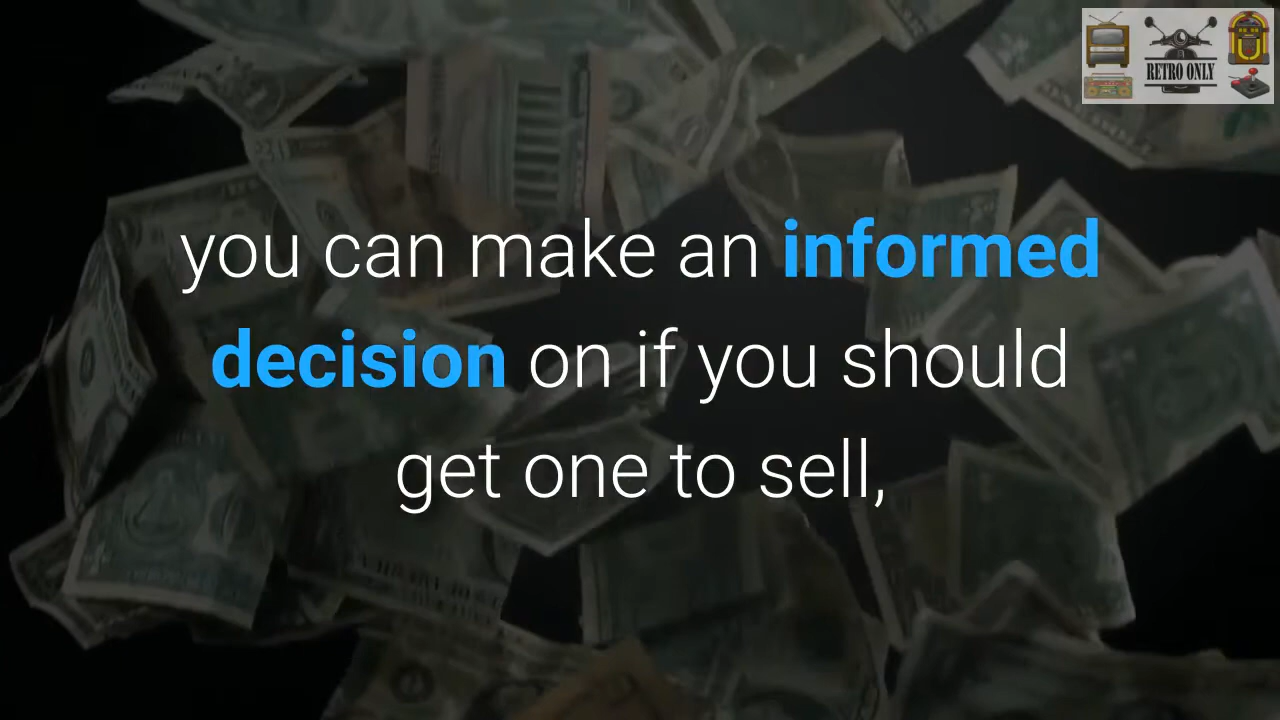 RETRO ONLY
you can make an informed
decision on if you should
get one to sell,